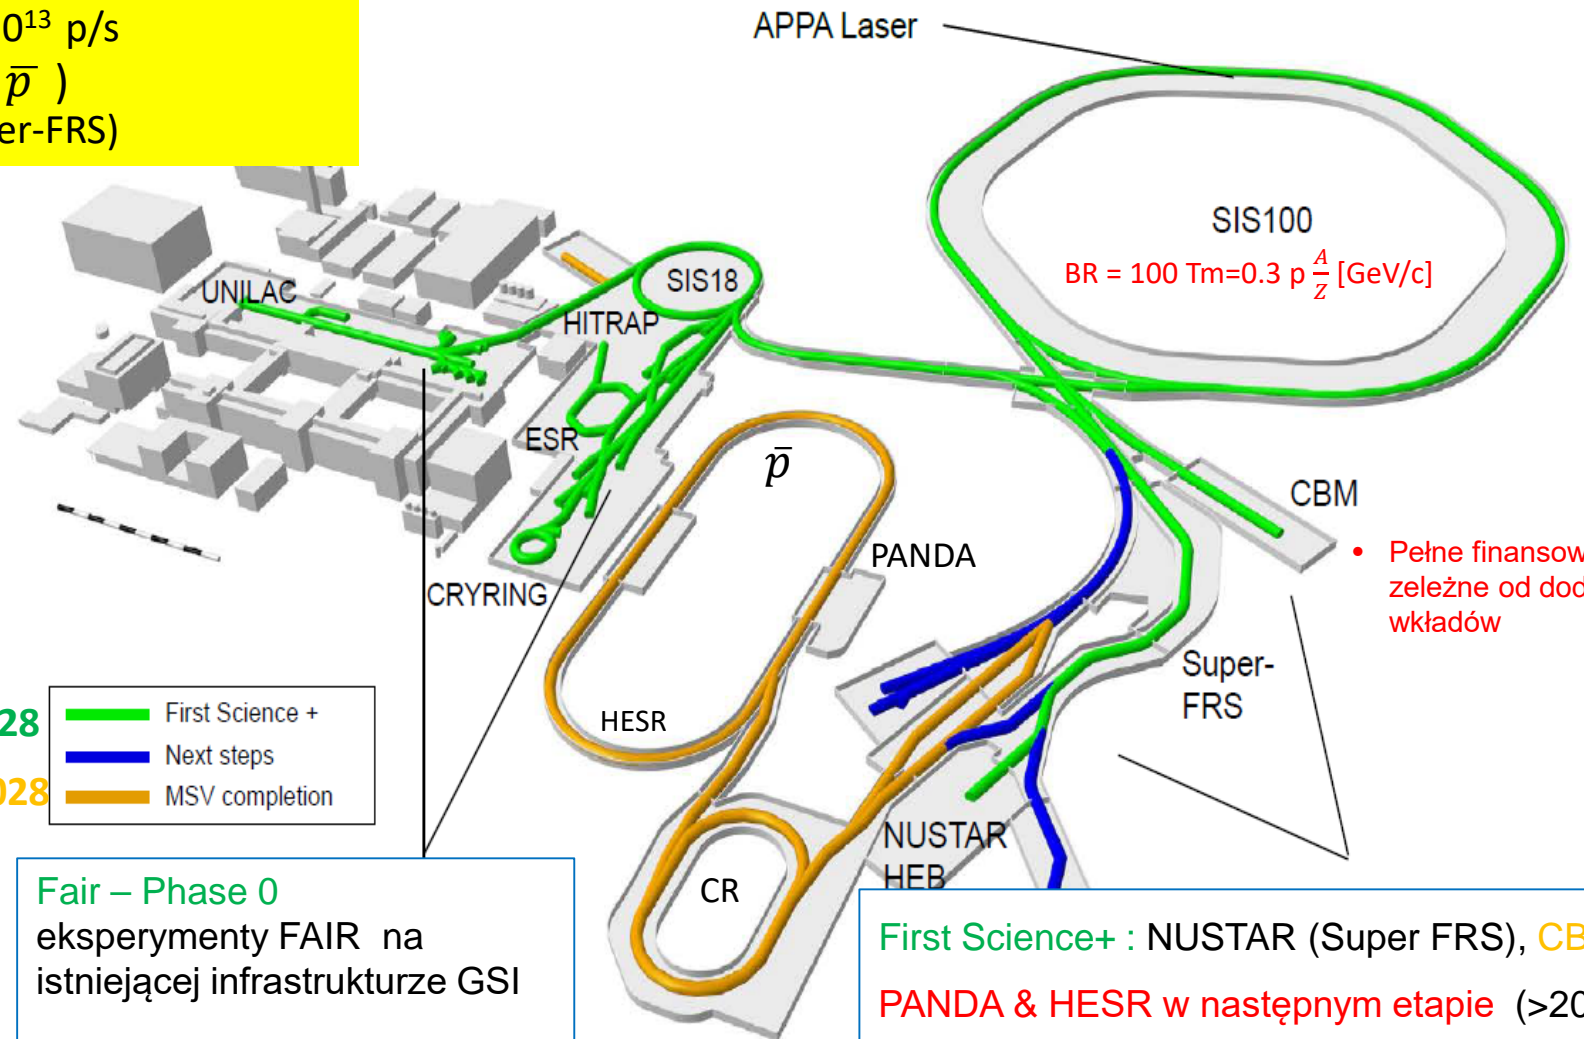 0¹³ p/s
p̅ )
er-FRS)
APPA Laser
SIS100
BR = 100 Tm=0.3 p A/Z [GeV/c]
UNILAC
SIS18
HITRAP
ESR
p̅
CBM
PANDA
• Pełne finansow
zeleżne od dod
wkładów
CRYRING
Super-
FRS
28
First Science +
HESR
Next steps
028
MSV completion
NUSTAR
HEB
CR
Fair – Phase 0
eksperymenty FAIR na
istniejącej infrastrukturze GSI
First Science+ : NUSTAR (Super FRS), CB
PANDA & HESR w następnym etapie (>20